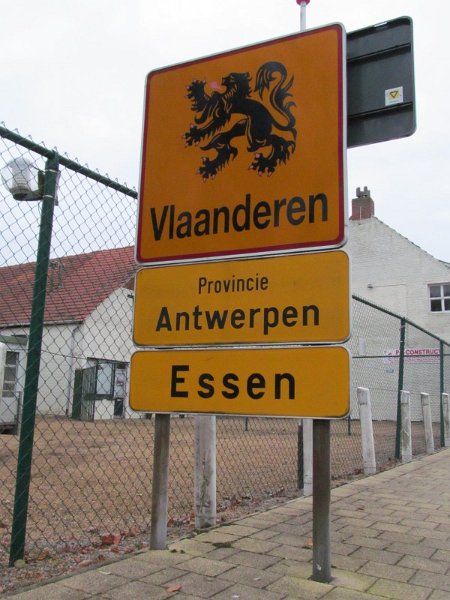 Vlaanderen
Provincie
Antwerpen
Essen